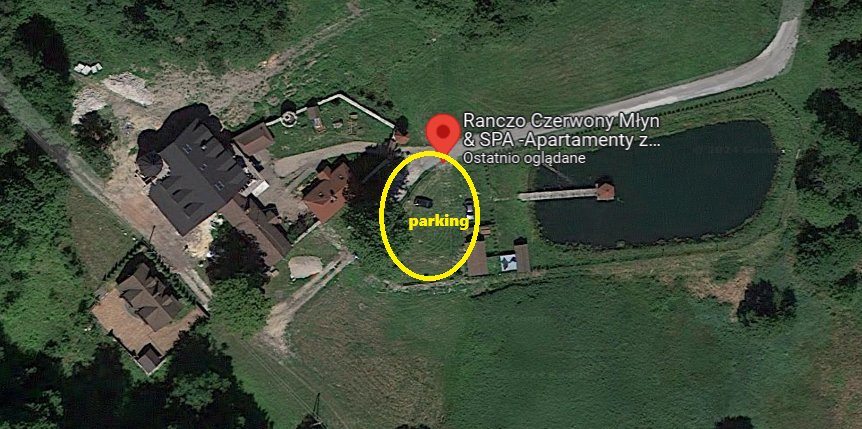 Ranczo Czerwony Młyn
& SPA -Apartamenty z...
Ostatnio oglądane
parking